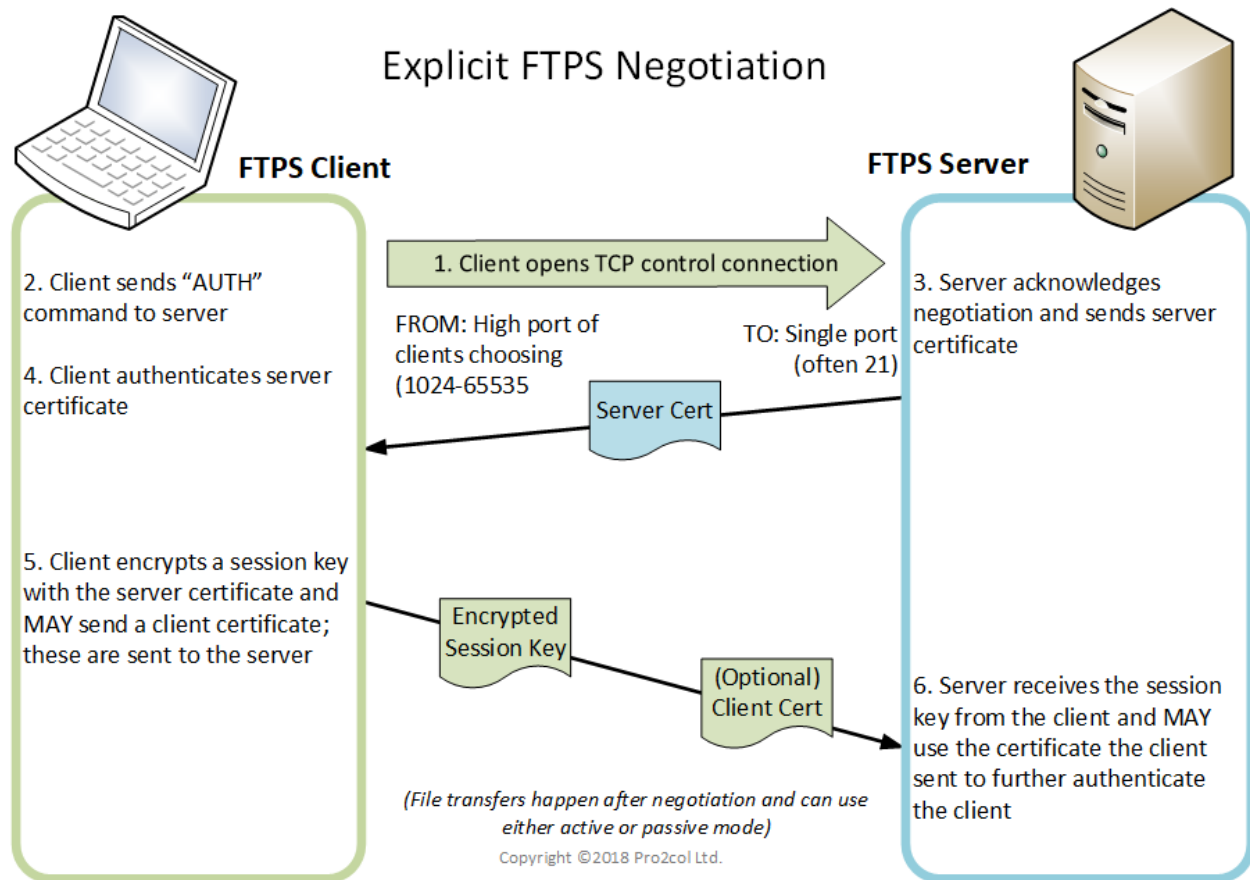 Explicit FTPS Negotiation
FTPS Client
FTPS Server
1. Client opens TCP control connection
2. Client sends “AUTH”
command to server
3. Server acknowledges
negotiation and sends server
certificate
FROM: High port of
clients choosing
(1024-65535
TO: Single port
(often 21)
4. Client authenticates server
certificate
Server Cert
5. Client encrypts a session key
with the server certificate and
MAY send a client certificate;
these are sent to the server
Encrypted
Session Key
(Optional)
Client Cert
6. Server receives the session
key from the client and MAY
use the certificate the client
sent to further authenticate
the client
(File transfers happen after negotiation and can use
either active or passive mode)
Copyright ©2018 Pro2col Ltd.